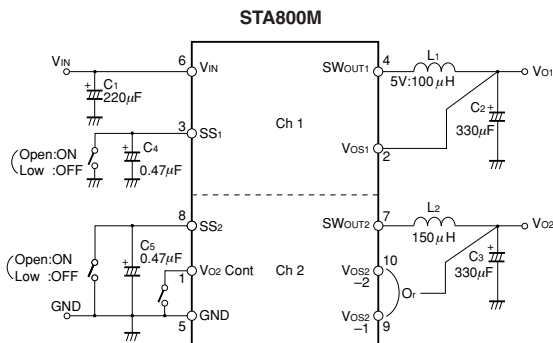 STA800M
VIN
6
VIN
C1
220μF
+
SWOUT1
4
L1
5V:100μH
VO1
C2
+
330μF
Ch 1
3
SS1
(Open:ON
Low :OFF
+
C4
0.47μF
VOS1
2
8
SS2
SWOUT2
7
L2
150μH
VO2
C3
+
330μF
(Open:ON
Low :OFF
+
C5
0.47μF
1
VO2 Cont
Ch 2
VOS2
-2
10
Or
GND
5
GND
VOS2
-1
9